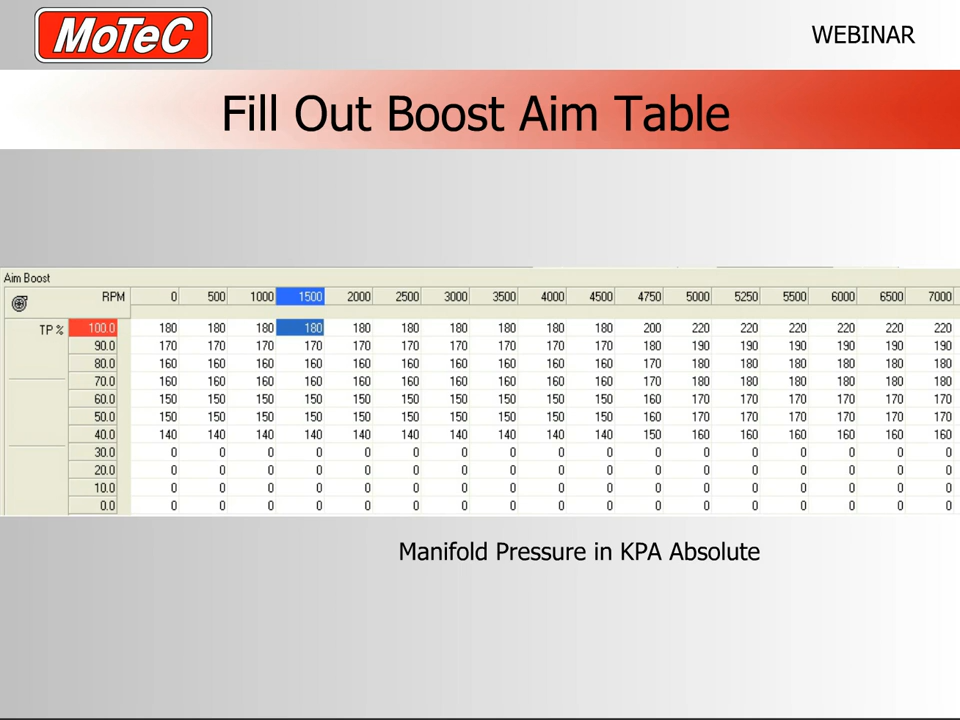 MoTeC
WEBINAR
Fill Out Boost Aim Table
Aim Boost
RPM 0 500 1000 1500 2000 2500 3000 3500 4000 4500 4750 5000 5250 5500 6000 6500 7000
TP % 100.0 180 180 180 180 180 180 180 180 180 180 200 220 220 220 220 220 220
90.0 170 170 170 170 170 170 170 170 170 170 180 190 190 190 190 190 190
80.0 160 160 160 160 160 160 160 160 160 160 170 180 180 180 180 180 180
70.0 160 160 160 160 160 160 160 160 160 160 170 180 180 180 180 180 180
60.0 150 150 150 150 150 150 150 150 150 150 160 170 170 170 170 170 170
50.0 150 150 150 150 150 150 150 150 150 150 160 170 170 170 170 170 170
40.0 140 140 140 140 140 140 140 140 140 140 150 160 160 160 160 160 160
30.0 0 0 0 0 0 0 0 0 0 0 0 0 0 0 0 0 0
20.0 0 0 0 0 0 0 0 0 0 0 0 0 0 0 0 0 0
10.0 0 0 0 0 0 0 0 0 0 0 0 0 0 0 0 0 0
0.0 0 0 0 0 0 0 0 0 0 0 0 0 0 0 0 0 0
Manifold Pressure in KPA Absolute